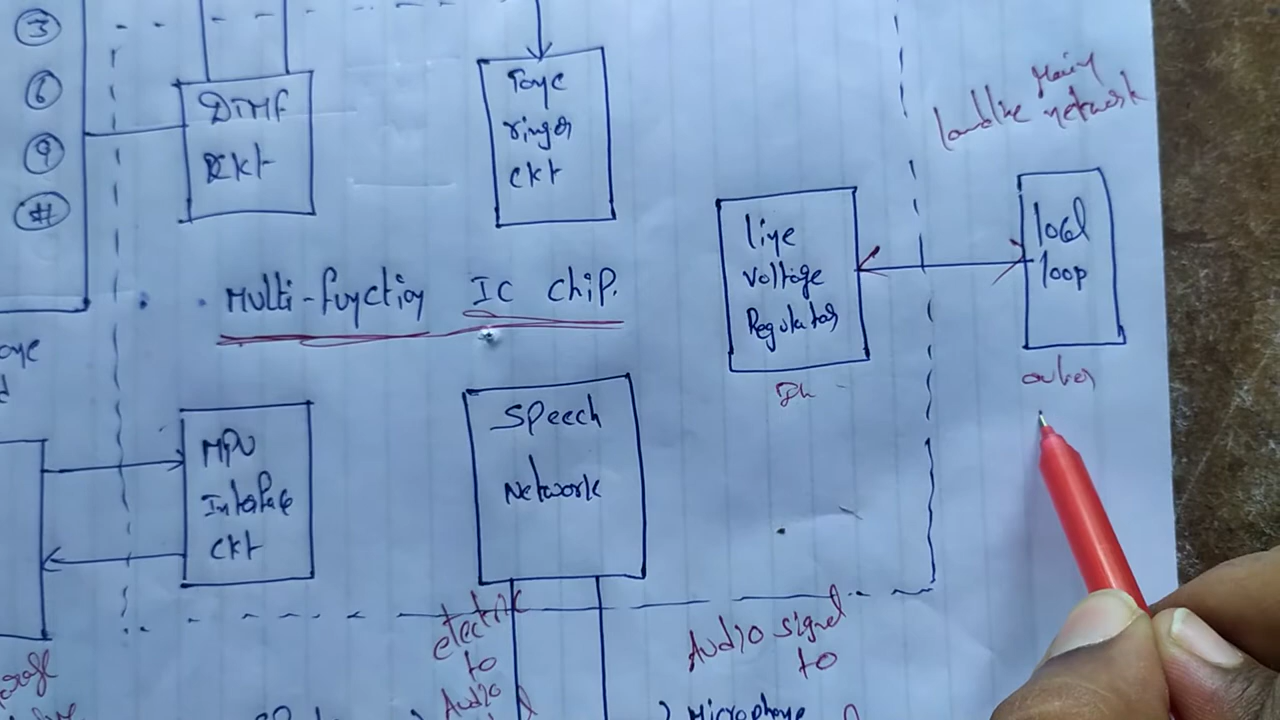 3
6
9
#
DTMF
CKT
Tone
ringer
CKT
Main
landline network
line
voltage
Regulator
local
loop
outer
Multi-function IC chip.
MPU
Interface
CKT
Speech
Network
electric
to
Audio
Audio signal
to
Microphone